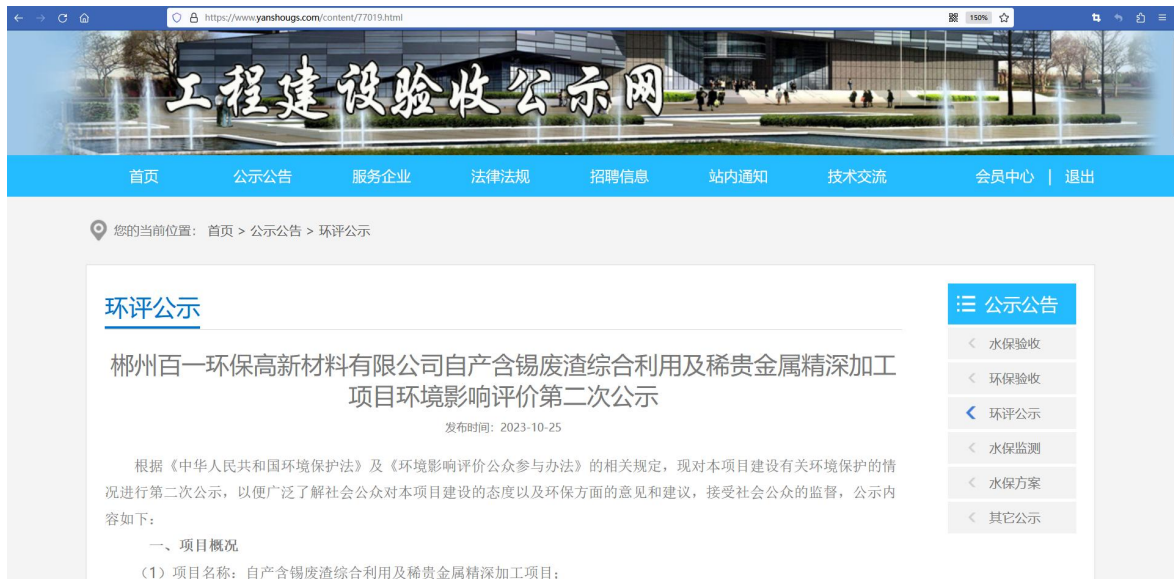 https://www.yanshougs.com/content/77019.html
150%
工程建设验收公示网
首页 公示公告 服务企业 法律法规 招聘信息 站内通知 技术交流 会员中心 | 退出
您的当前位置： 首页 > 公示公告 > 环评公示
环评公示
郴州百一环保高新材料有限公司自产含锡废渣综合利用及稀贵金属精深加工
项目环境影响评价第二次公示
发布时间：2023-10-25
根据《中华人民共和国环境保护法》及《环境影响评价公众参与办法》的相关规定，现对本项目建设有关环境保护的情
况进行第二次公示，以便广泛了解社会公众对本项目建设的态度以及环保方面的意见和建议，接受社会公众的监督，公示内
容如下：
一、项目概况
（1）项目名称：自产含锡废渣综合利用及稀贵金属精深加工项目；
公示公告
水保验收
环保验收
环评公示
水保监测
水保方案
其它公示